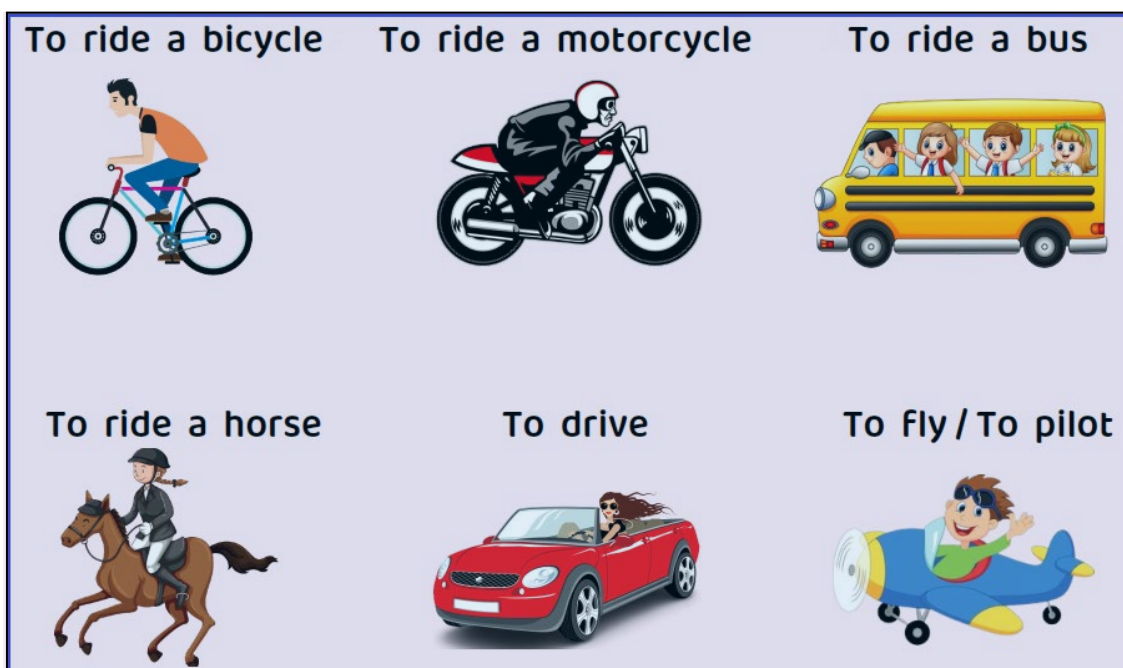 To ride a bicycle
To ride a motorcycle
To ride a bus
To ride a horse
To drive
To fly / To pilot